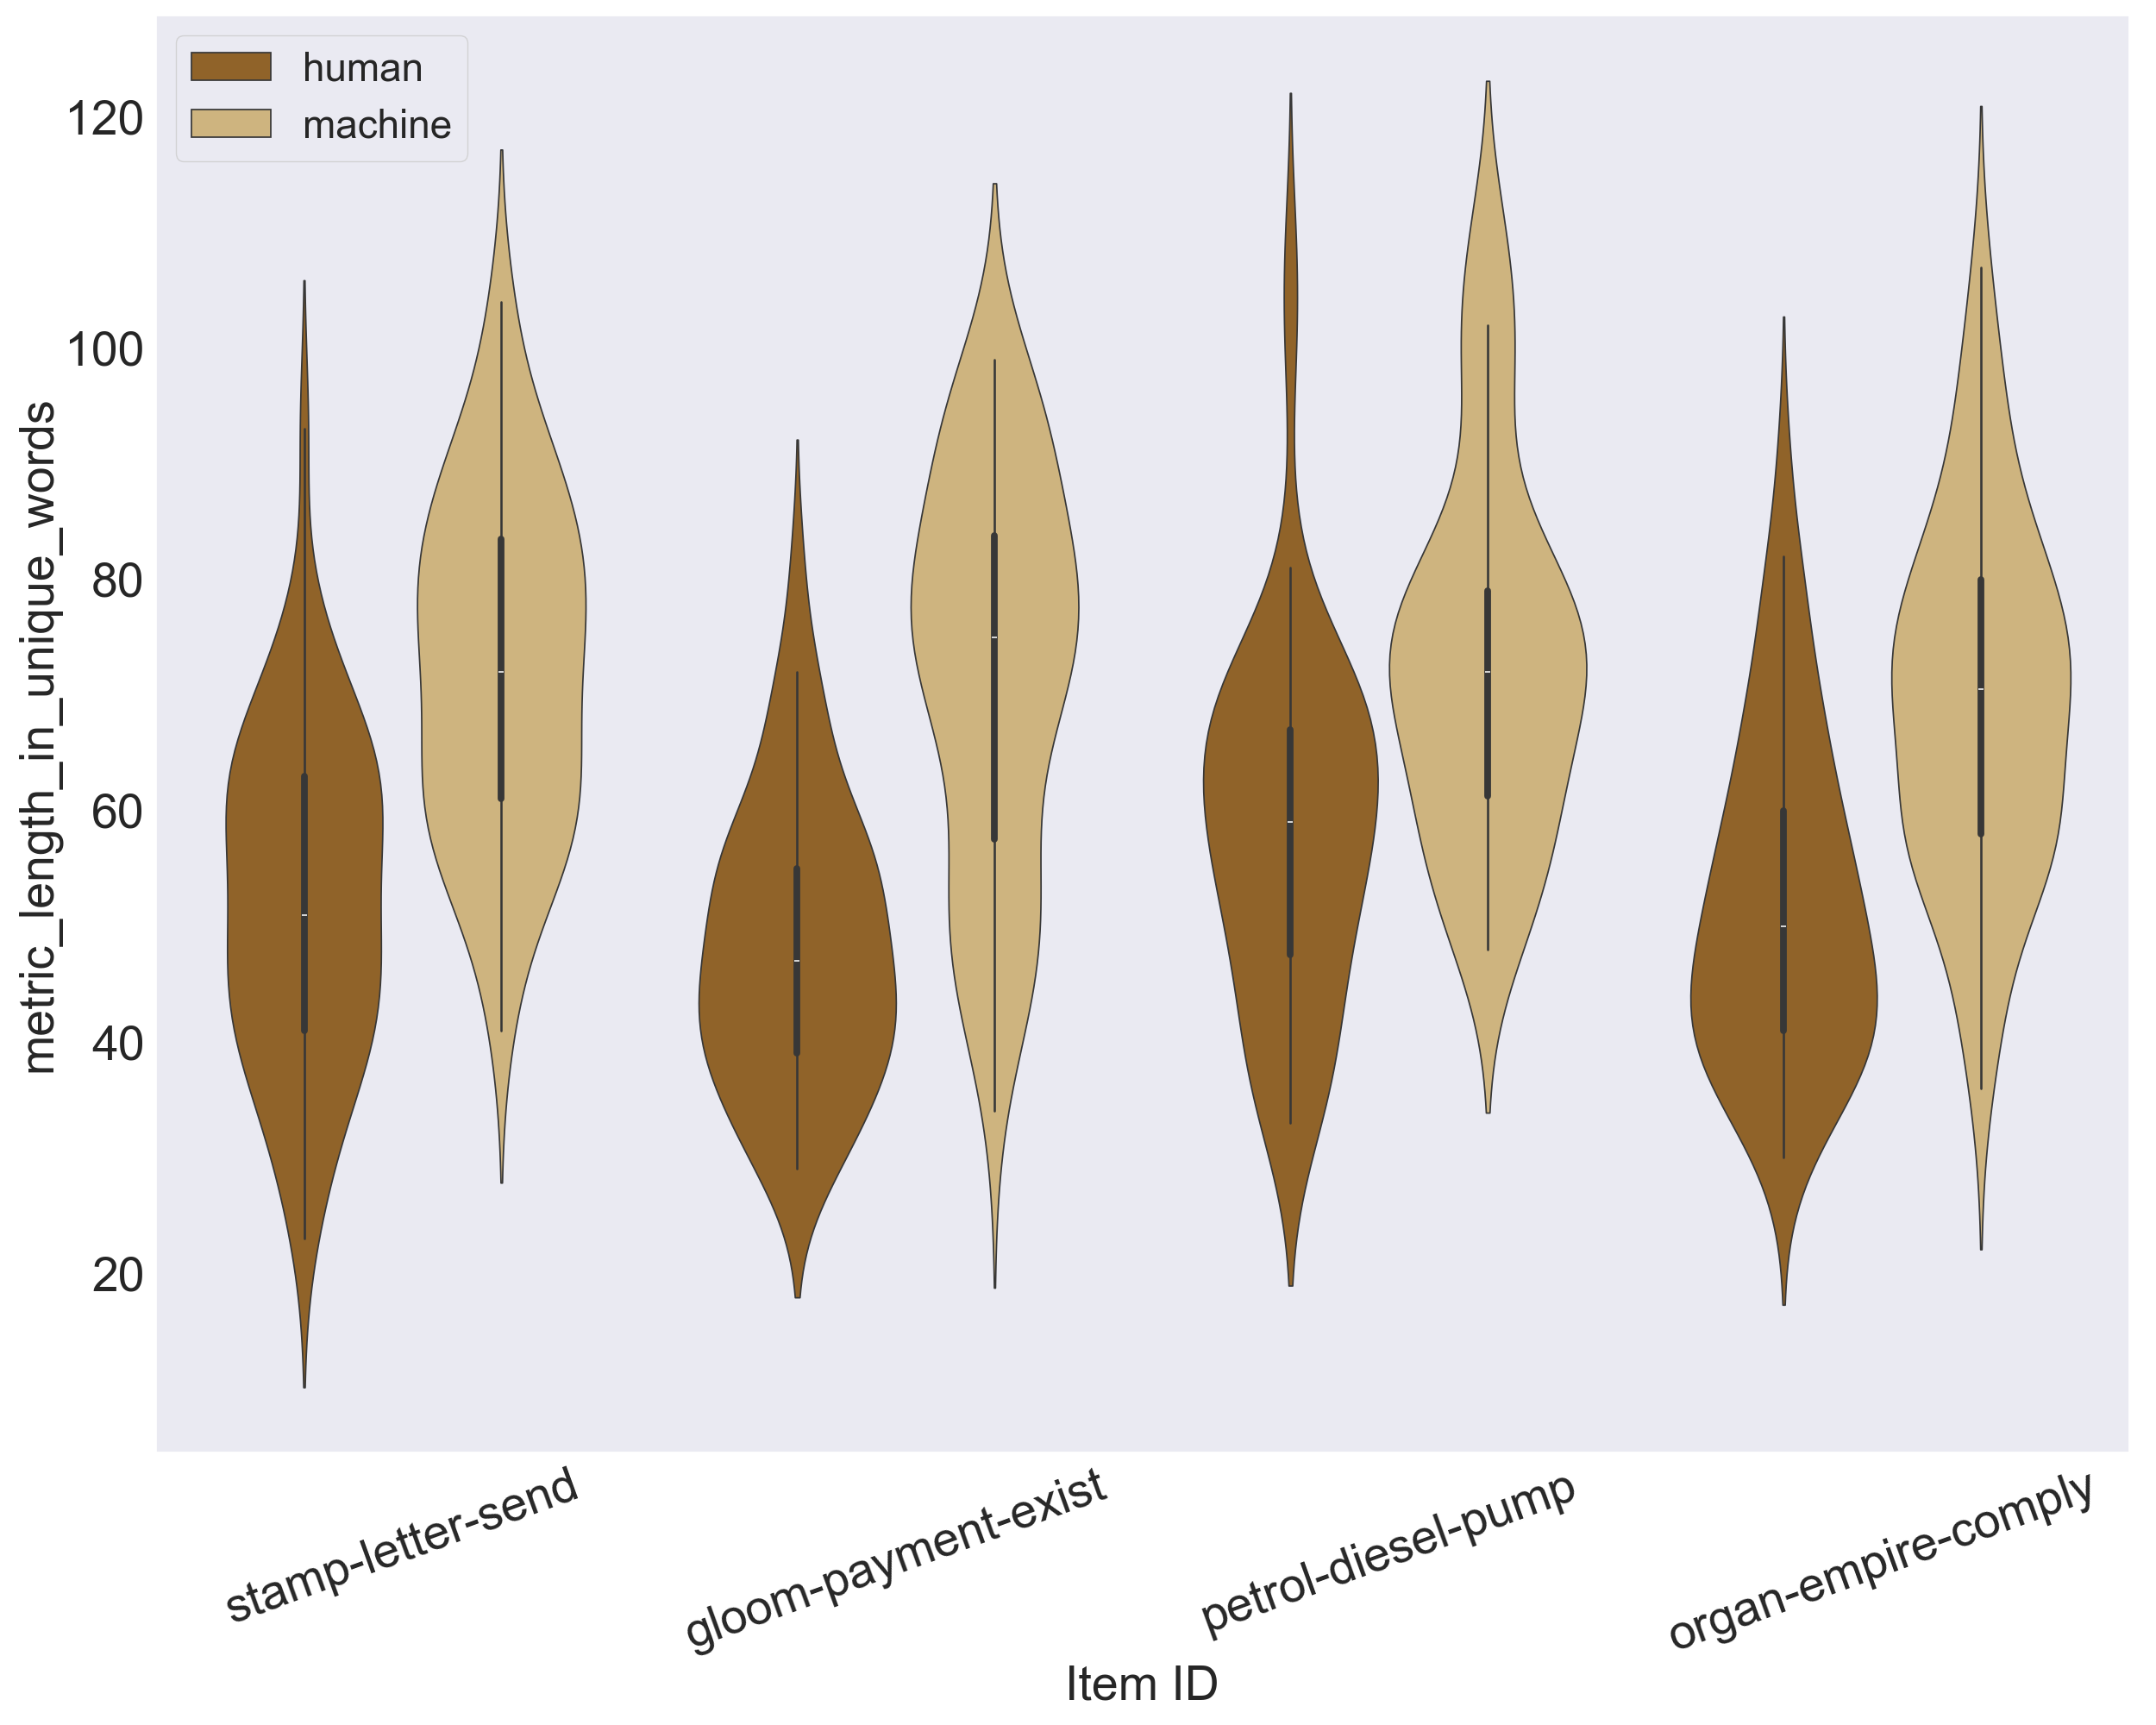 human
machine
metric_length_in_unique_words
120
100
80
60
40
20
stamp-letter-send
gloom-payment-exist
petrol-diesel-pump
organ-empire-comply
Item ID